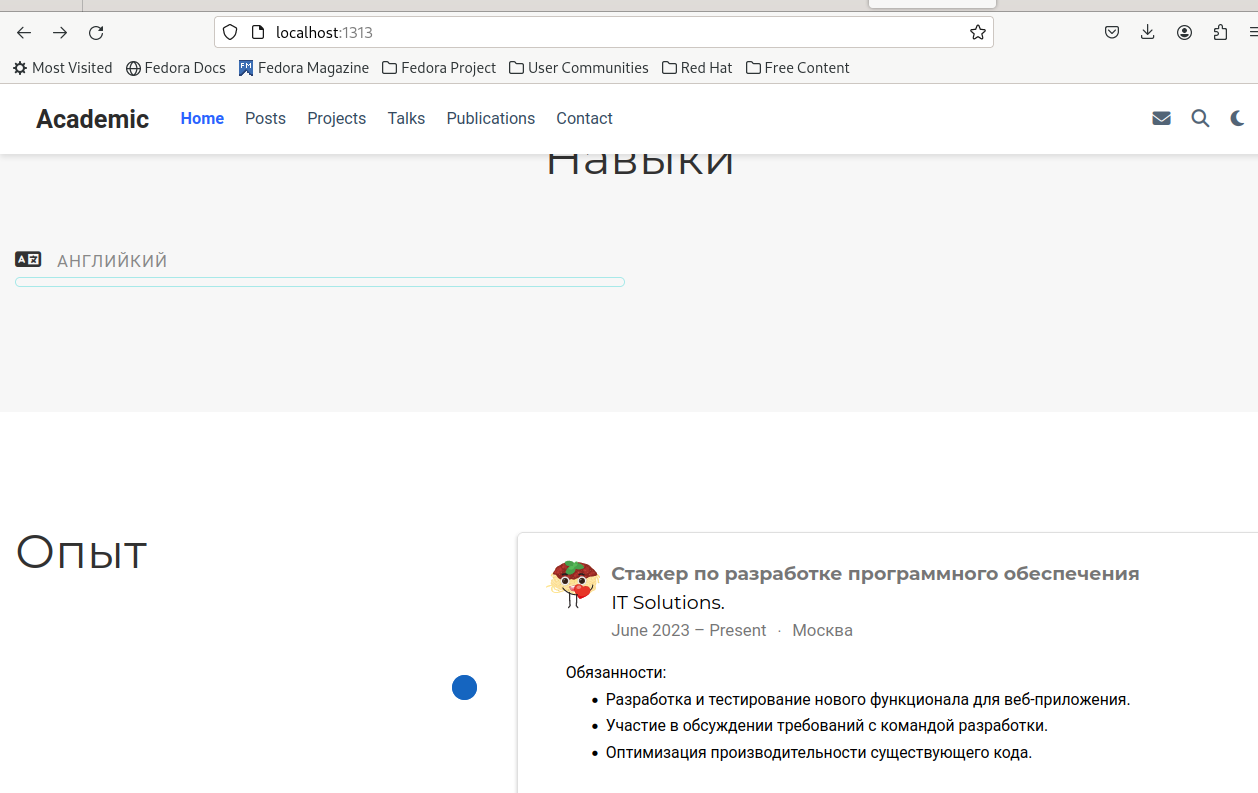 localhost:1313
Most Visited Fedora Docs Fedora Magazine Fedora Project User Communities Red Hat Free Content
Academic Home Posts Projects Talks Publications Contact
Навыки
АНГЛИЙКИЙ
Опыт
Стажер по разработке программного обеспечения
IT Solutions.
June 2023 – Present · Москва
Обязанности:
• Разработка и тестирование нового функционала для веб-приложения.
• Участие в обсуждении требований с командой разработки.
• Оптимизация производительности существующего кода.